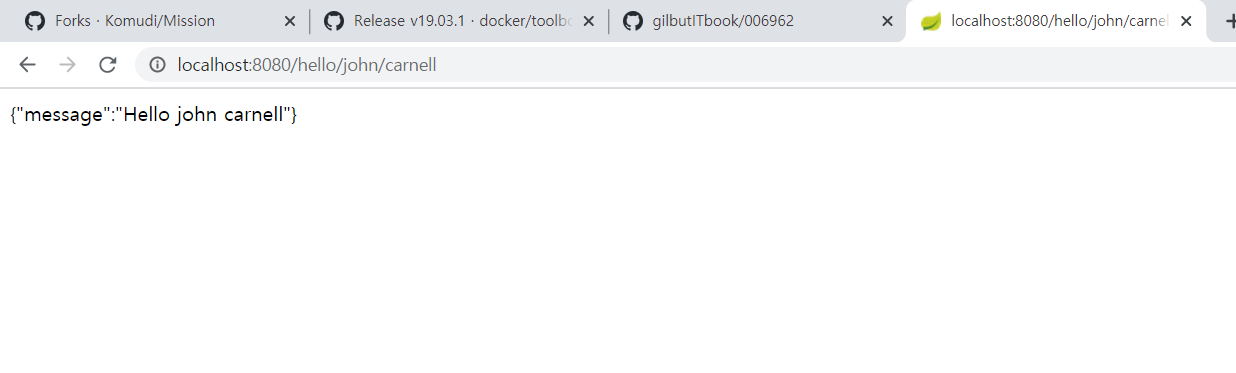 Forks · Komudi/Mission
Release v19.03.1 · docker/toolbo
gilbutITbook/006962
localhost:8080/hello/john/carnel
localhost:8080/hello/john/carnell
{"message":"Hello john carnell"}